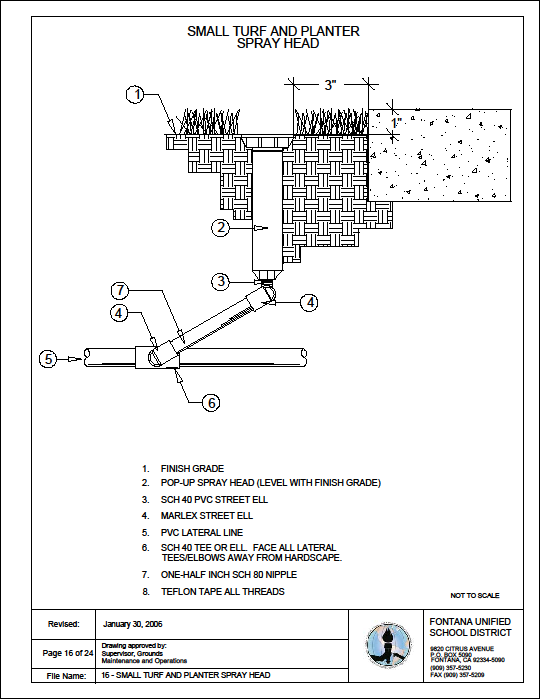 SMALL TURF AND PLANTER
SPRAY HEAD
1
3"
1"
2
3
7
4
4
5
6
1. FINISH GRADE
2. POP-UP SPRAY HEAD (LEVEL WITH FINISH GRADE)
3. SCH 40 PVC STREET ELL
4. MARLEX STREET ELL
5. PVC LATERAL LINE
6. SCH 40 TEE OR ELL. FACE ALL LATERAL
TEES/ELBOWS AWAY FROM HARDSCAPE.
7. ONE-HALF INCH SCH 80 NIPPLE
8. TEFLON TAPE ALL THREADS
NOT TO SCALE
Revised: January 30, 2006
Page 16 of 24
Drawing approved by:
Supervisor, Grounds
Maintenance and Operations
File Name: 16 - SMALL TURF AND PLANTER SPRAY HEAD
FONTANA UNIFIED
SCHOOL DISTRICT
9820 CITRUS AVENUE
P.O. BOX 5090
FONTANA, CA 92334-5090
(909) 357-5230
FAX (909) 357-5209